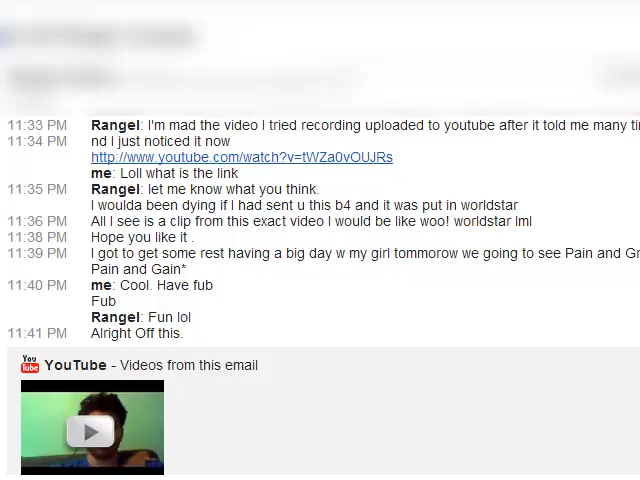 11:33 PM Rangel: I'm mad the video I tried recording uploaded to youtube after it told me many
11:34 PM nd I just noticed it now
http://www.youtube.com/watch?v=tWZa0vOUJRs
me: Loll what is the link
11:35 PM Rangel: let me know what you think.
I woulda been dying if I had sent u this b4 and it was put in worldstar
11:36 PM All I see is a clip from this exact video I would be like woo! worldstar lml
11:38 PM Hope you like it .
11:39 PM I got to get some rest having a big day w my girl tommorow we going to see Pain and
Pain and Gain*
11:40 PM me: Cool. Have fub
Fub
Rangel: Fun lol
11:41 PM Alright Off this.
You Tube YouTube - Videos from this email